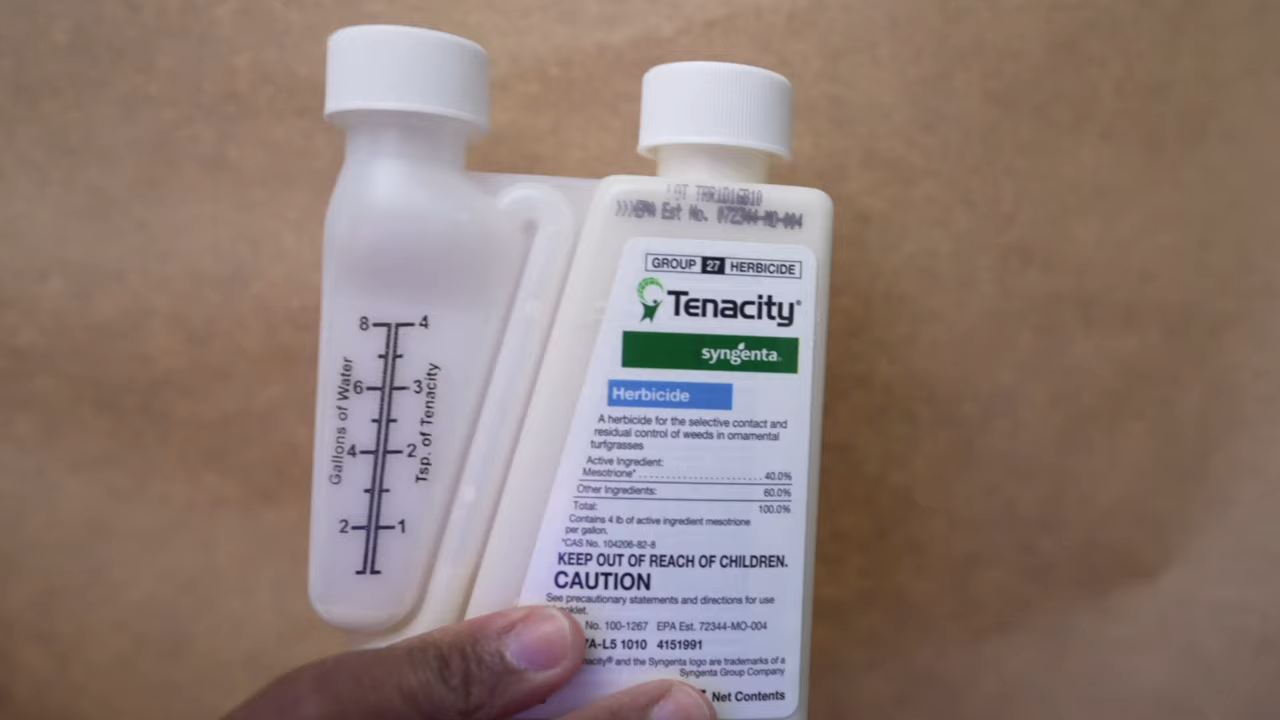 8 4
6 3
4 2
2 1
Gallons of Water
Tsp. of Tenacity
LOT
EPA Est No. 072344-MO-004
GROUP 27 HERBICIDE
Tenacity®
syngenta
Herbicide
A herbicide for the selective contact and
residual control of weeds in ornamental
turfgrasses
Active Ingredient:
Mesotrione* ........................ 40.0%
Other Ingredients: 60.0%
Total: 100.0%
Contains 4 lb of active ingredient mesotrione
per gallon.
*CAS No. 104206-82-8
KEEP OUT OF REACH OF CHILDREN.
CAUTION
See precautionary statements and directions for use
No. 100-1267 EPA Est. 72344-MO-004
7A-L5 1010 4151991
and the Syngenta logo are trademarks of a
Syngenta Group Company
Net Contents